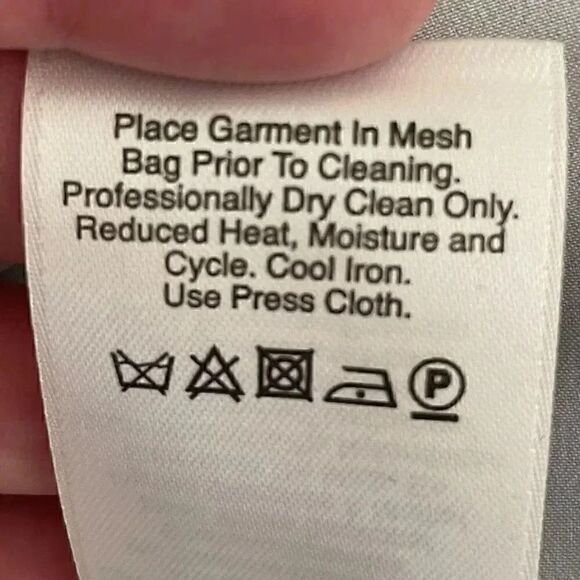 Place Garment In Mesh
Bag Prior To Cleaning.
Professionally Dry Clean Only.
Reduced Heat, Moisture and
Cycle. Cool Iron.
Use Press Cloth.
P